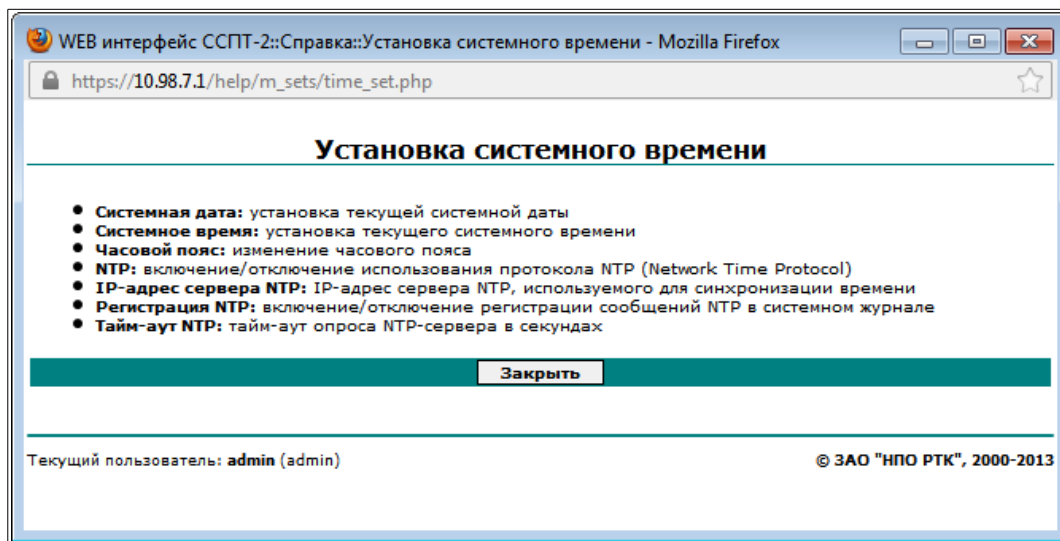 WEB интерфейс ССПТ-2::Справка::Установка системного времени - Mozilla Firefox
https://10.98.7.1/help/m_sets/time_set.php
Установка системного времени
Системная дата: установка текущей системной даты
Системное время: установка текущего системного времени
Часовой пояс: изменение часового пояса
NTP: включение/отключение использования протокола NTP (Network Time Protocol)
IP-адрес сервера NTP: IP-адрес сервера NTP, используемого для синхронизации времени
Регистрация NTP: включение/отключение регистрации сообщений NTP в системном журнале
Тайм-аут NTP: тайм-аут опроса NTP-сервера в секундах
Закрыть
Текущий пользователь: admin (admin)
© ЗАО "НПО РТК", 2000-2013